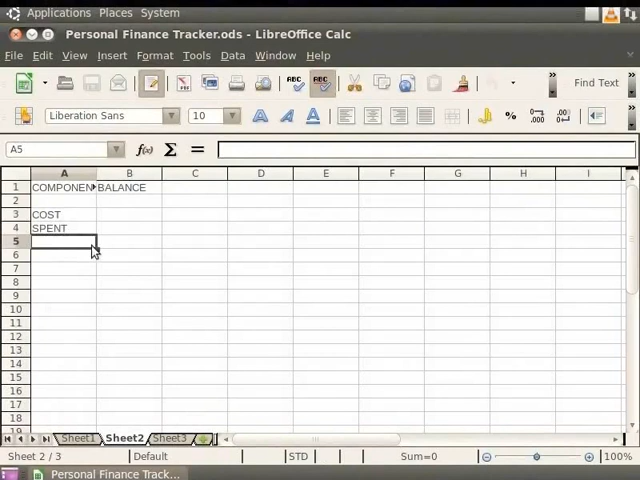 Applications Places System
Personal Finance Tracker.ods - LibreOffice Calc
File Edit View Insert Format Tools Data Window Help
ABC ABC » Find Text »
Liberation Sans 10 % »
A5 f(x) Σ =
A B C D E F G H I
1 COMPONEN BALANCE
2
3 COST
4 SPENT
5
6
7
8
9
10
11
12
13
14
15
16
17
18
19
Sheet1 Sheet2 Sheet3
Sheet 2 / 3 Default STD Sum=0 100%
Personal Finance Track...